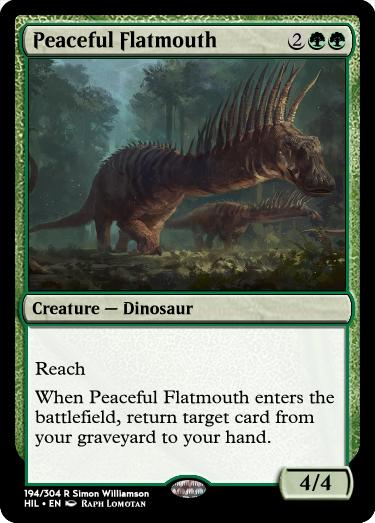 Peaceful Flatmouth 2
Creature — Dinosaur
Reach
When Peaceful Flatmouth enters the
battlefield, return target card from
your graveyard to your hand.
4/4
194/304 R Simon Williamson
HIL • EN Raph Lomotan